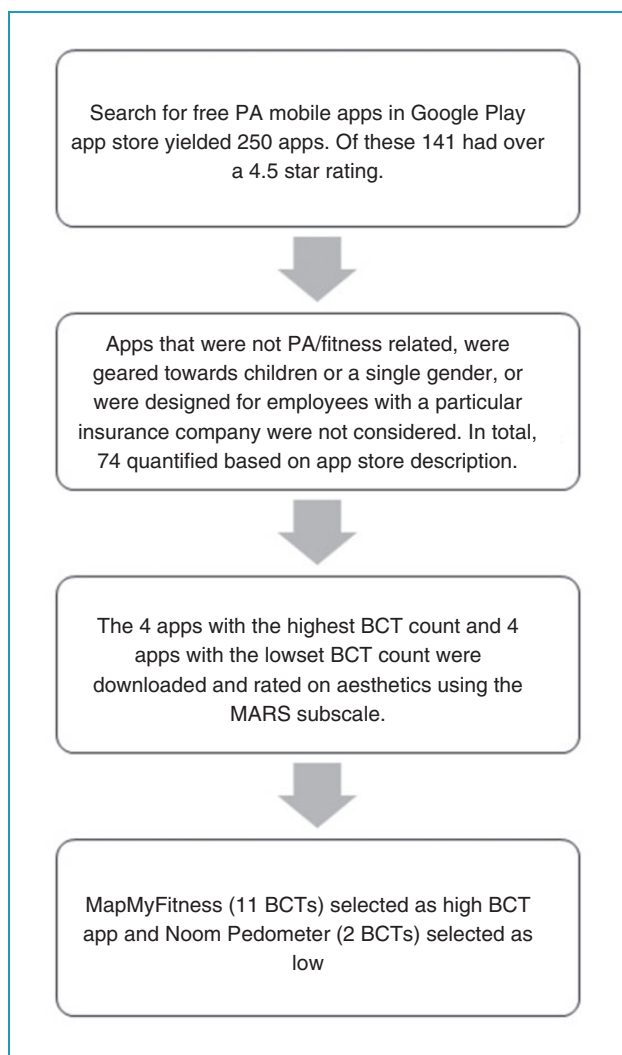 Search for free PA mobile apps in Google Play
app store yielded 250 apps. Of these 141 had over
a 4.5 star rating.
Apps that were not PA/fitness related, were
geared towards children or a single gender, or
were designed for employees with a particular
insurance company were not considered. In total,
74 quantified based on app store description.
The 4 apps with the highest BCT count and 4
apps with the lowset BCT count were
downloaded and rated on aesthetics using the
MARS subscale.
MapMyFitness (11 BCTs) selected as high BCT
app and Noom Pedometer (2 BCTs) selected as
low